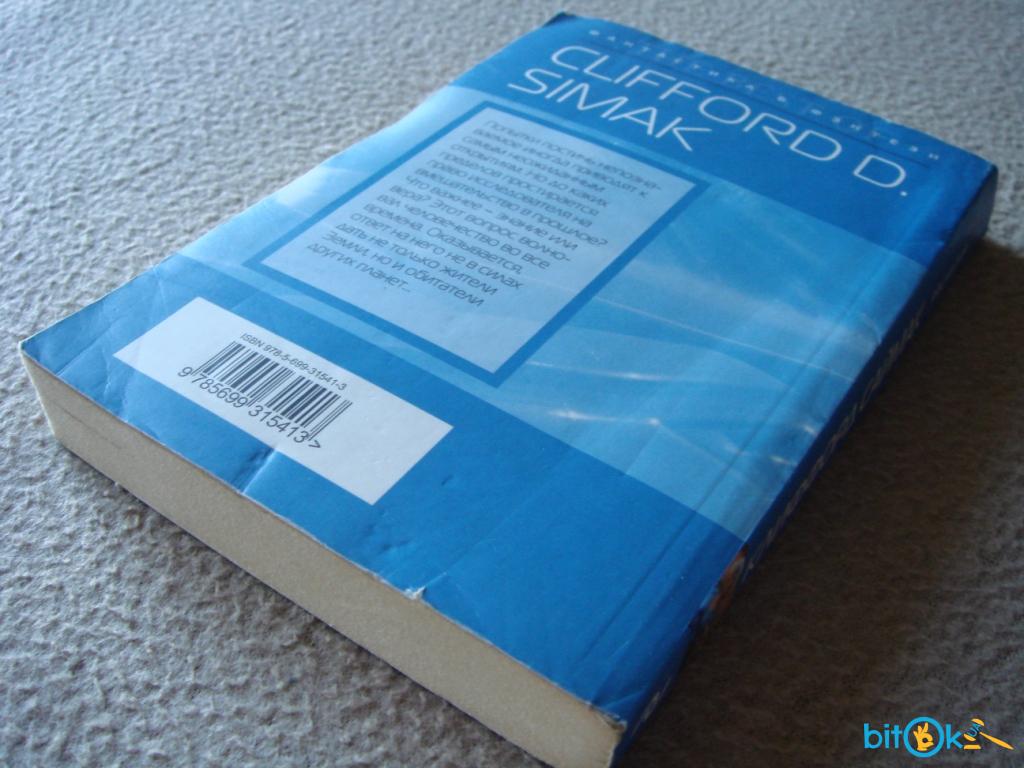 ФАНТАСТИКА & ФЭНТЕЗИ
CLIFFORD D.
SIMAK
Попытки постичь непозна-
ваемое иногда приводят к
самым неожиданным
открытиям. Но до каких
пределов простирается
право исследователя на
вмешательство в прошлое?
Что важнее — знание или
вера? Этот вопрос волно-
вал человечество во все
времена. Оказывается,
ответ на него не в силах
дать не только жители
Земли, но и обитатели
других планет...
ISBN 978-5-699-31541-3
9 785699 315413 >
bitOk